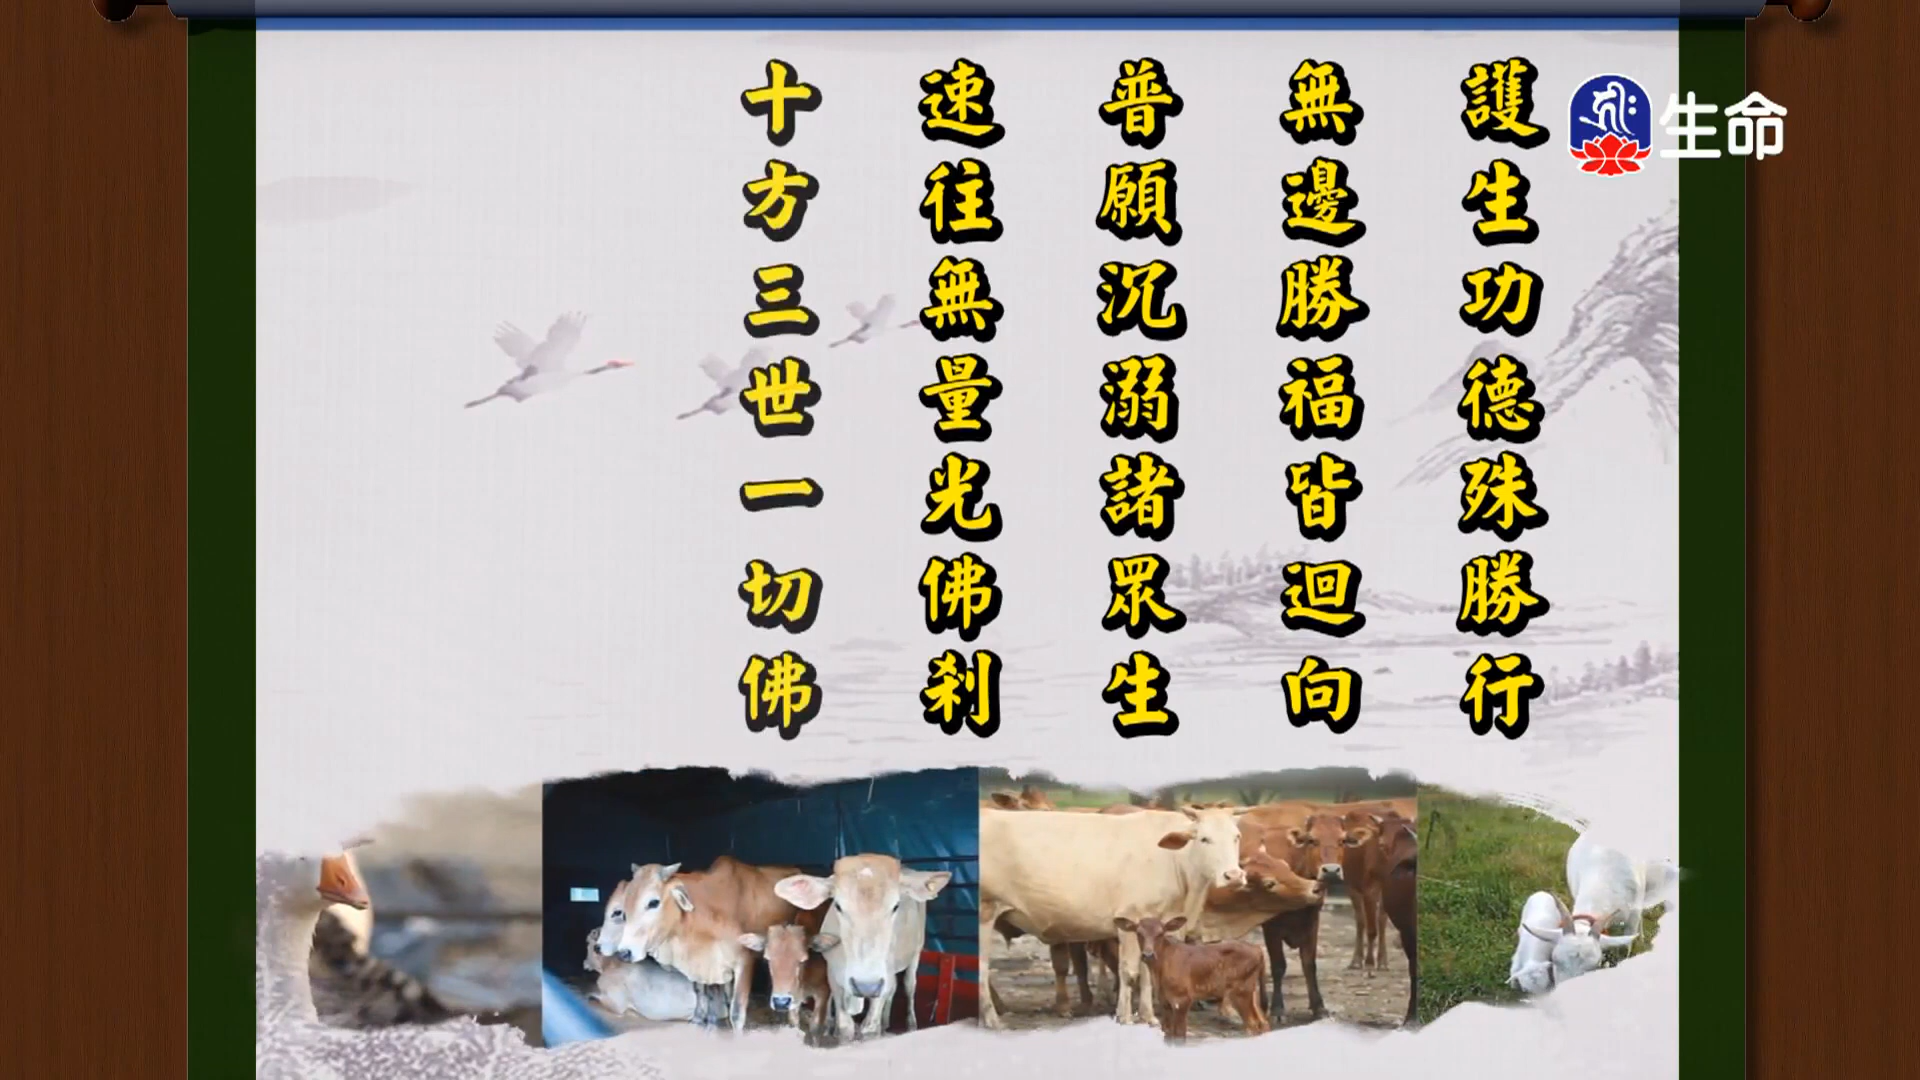 護生功德殊勝行
無邊勝福皆迴向
普願沉溺諸眾生
速往無量光佛剎
十方三世一切佛
生命